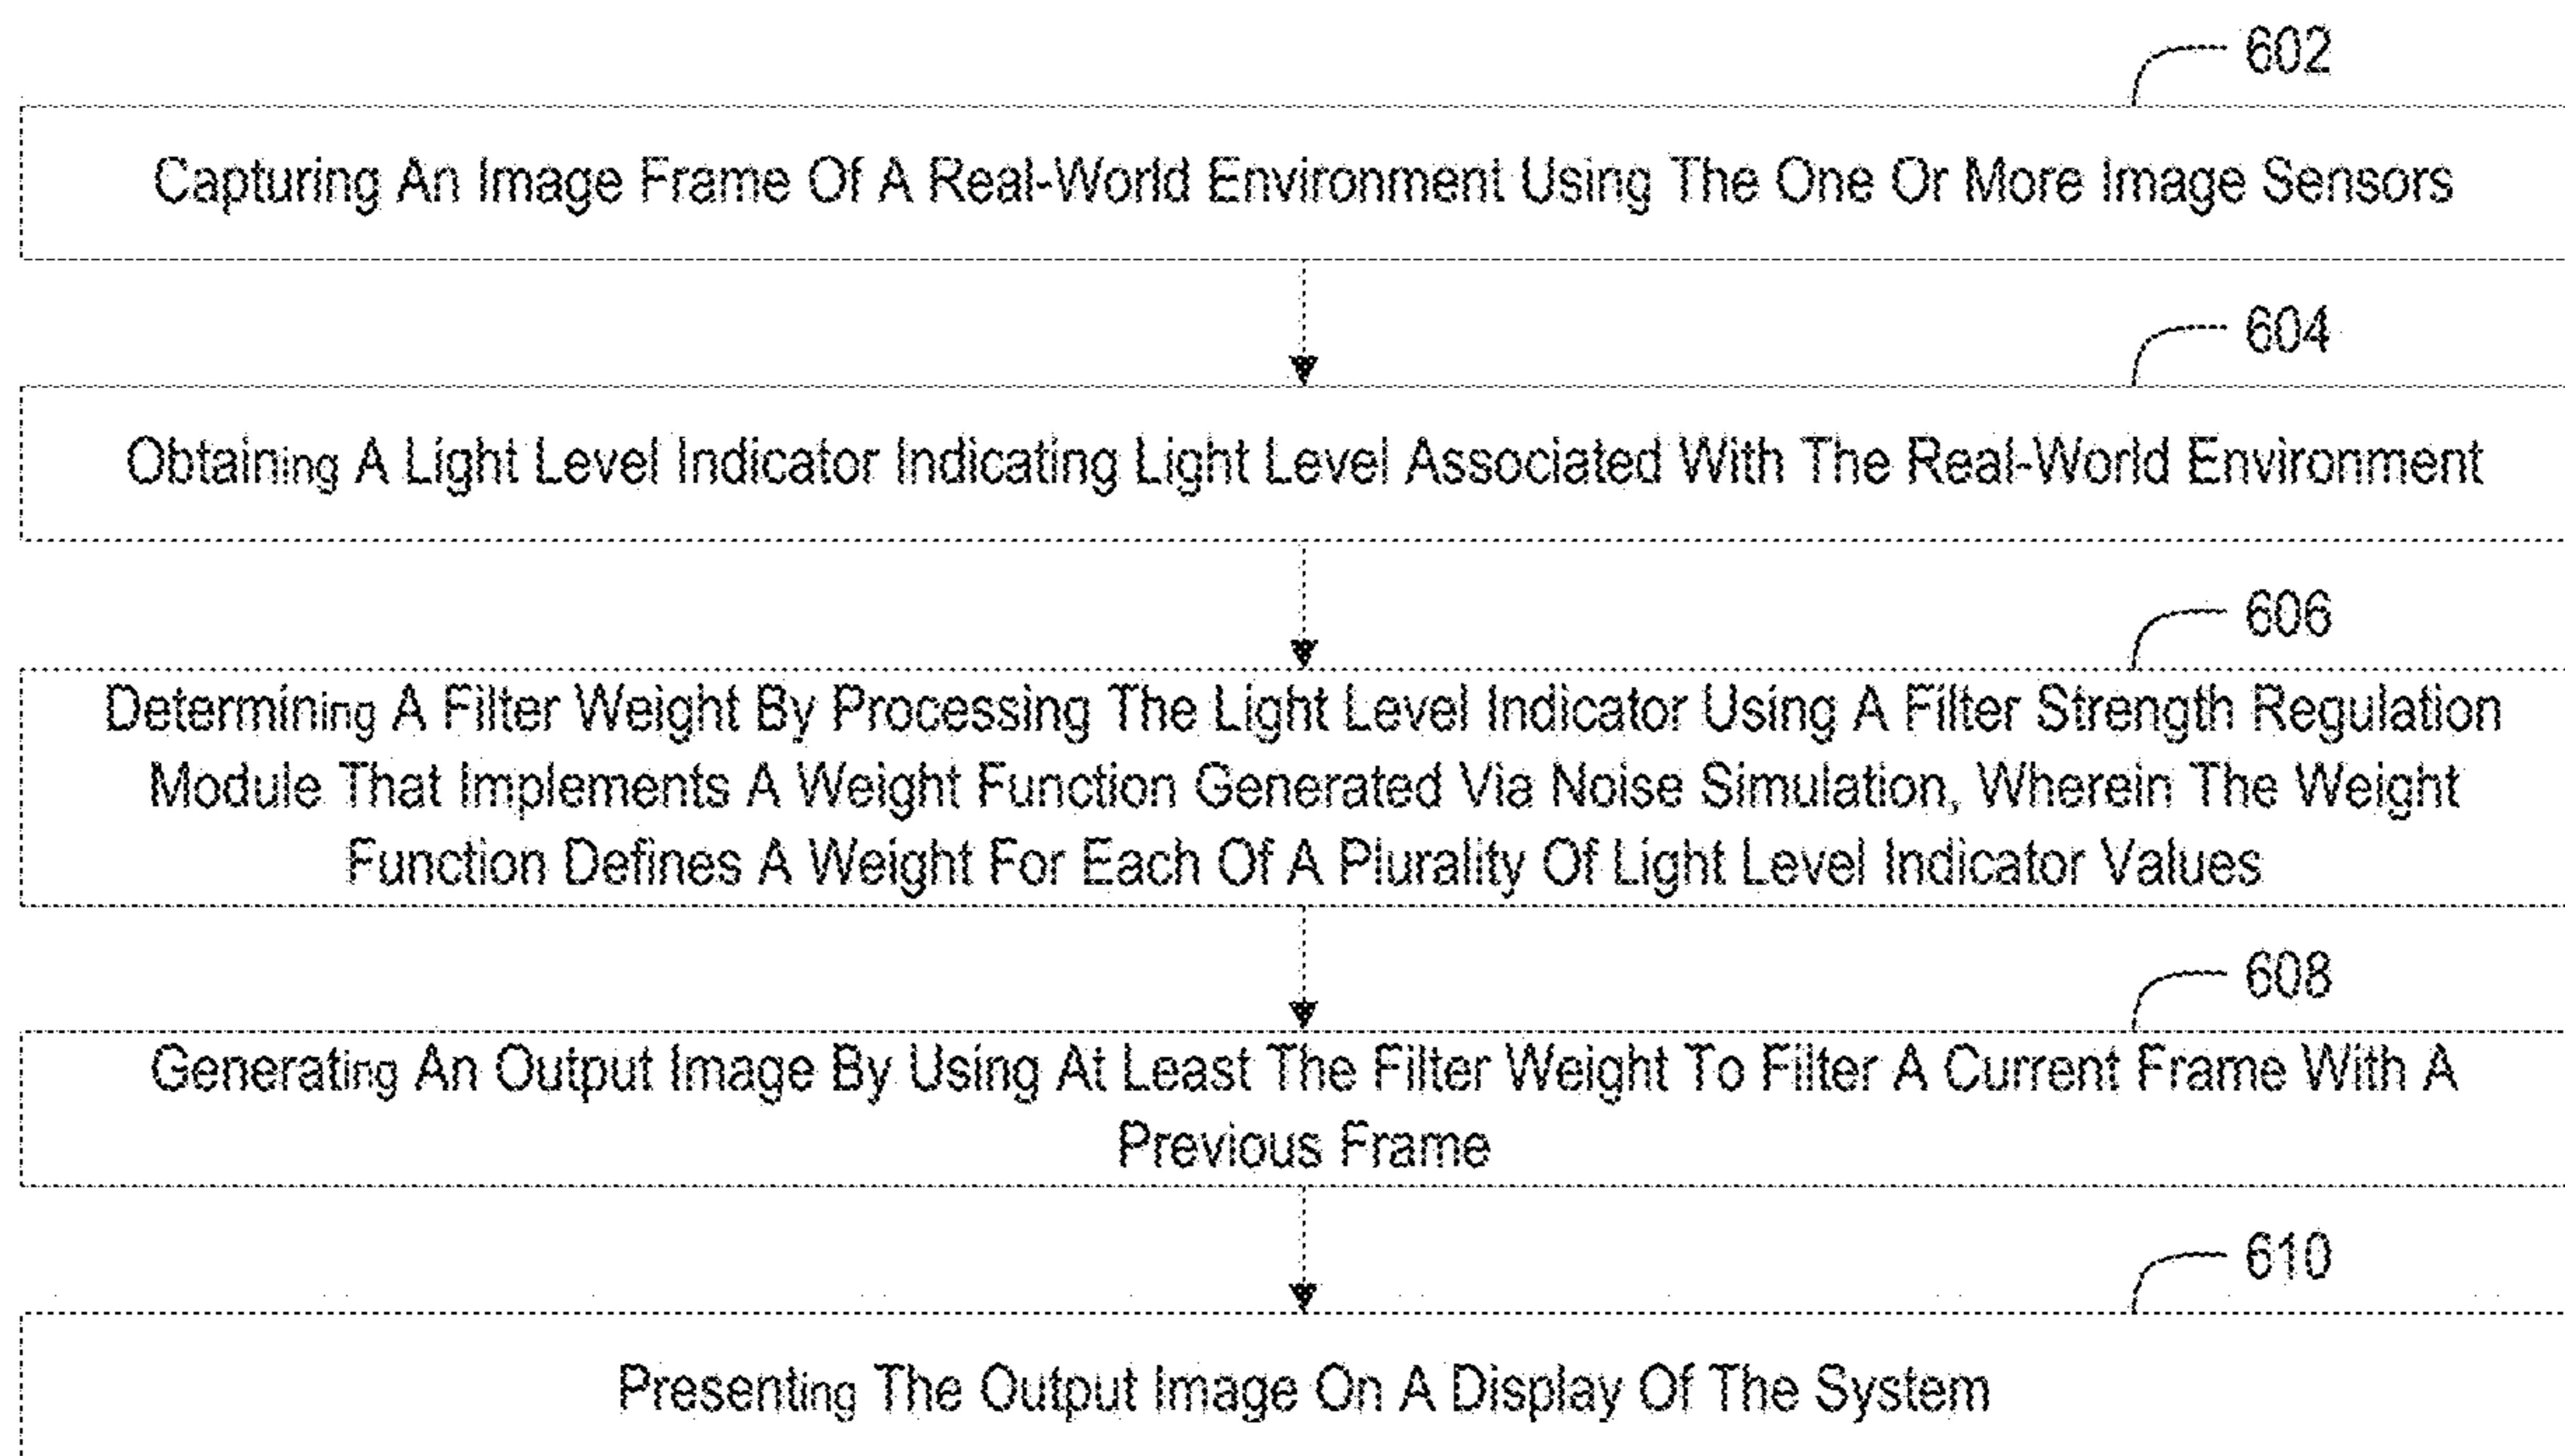 602
Capturing An Image Frame Of A Real-World Environment Using The One Or More Image Sensors
604
Obtaining A Light Level Indicator Indicating Light Level Associated With The Real-World Environment
606
Determining A Filter Weight By Processing The Light Level Indicator Using A Filter Strength Regulation
Module That Implements A Weight Function Generated Via Noise Simulation, Wherein The Weight
Function Defines A Weight For Each Of A Plurality Of Light Level Indicator Values
608
Generating An Output Image By Using At Least The Filter Weight To Filter A Current Frame With A
Previous Frame
610
Presenting The Output Image On A Display Of The System